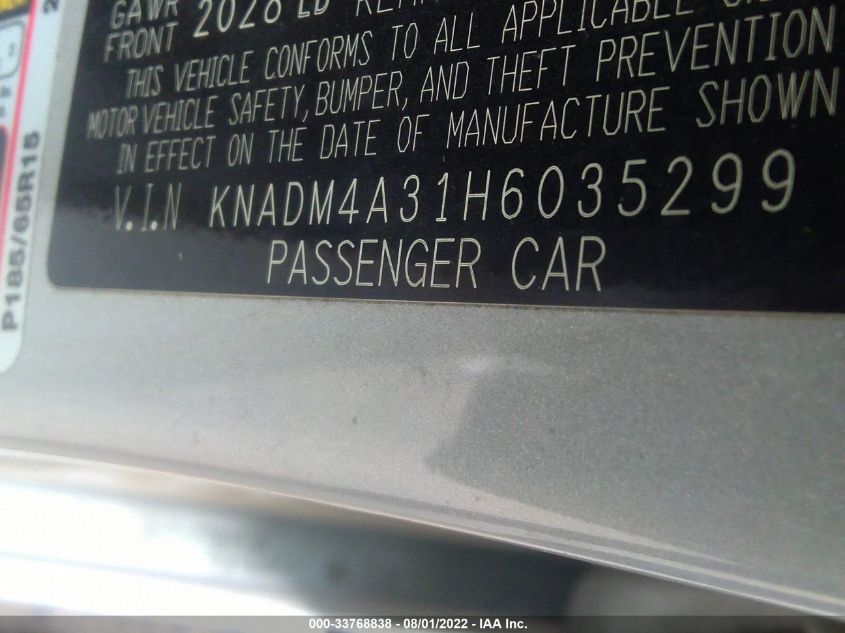 GAWR
FRONT 2028 LB
THIS VEHICLE CONFORMS TO ALL APPLICABLE
MOTOR VEHICLE SAFETY, BUMPER, AND THEFT PREVENTION
IN EFFECT ON THE DATE OF MANUFACTURE SHOWN
V.I.N KNADM4A31H6035299
PASSENGER CAR
P185/65R15
000-33768838 - 08/01/2022 - IAA Inc.